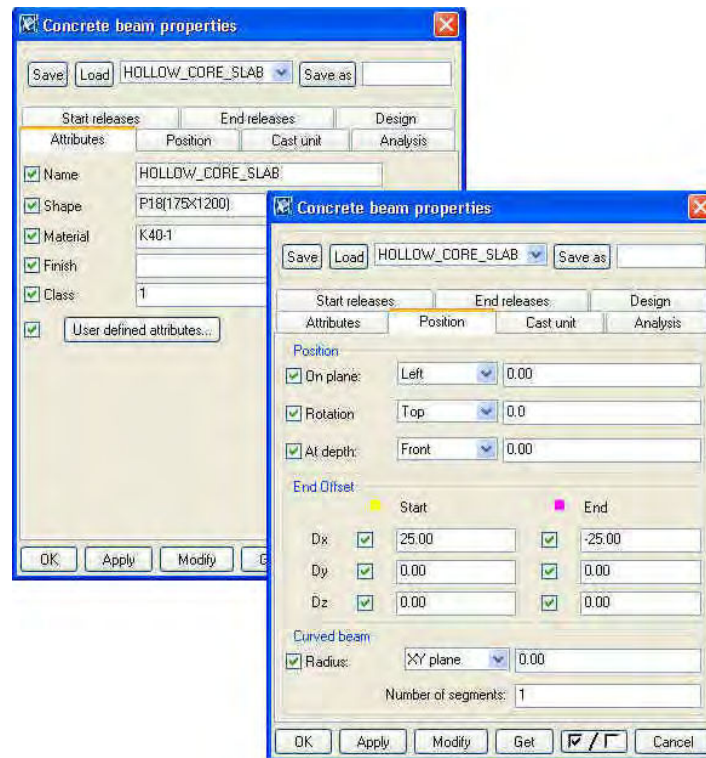 Concrete beam properties
Save Load HOLLOW_CORE_SLAB Save as
Start releases End releases Design
Attributes Position Cast unit Analysis
Name HOLLOW_CORE_SLAB
Shape P18(175X1200)
Material K40-1
Finish
Class 1
User defined attributes...
OK Apply Modify G
Concrete beam properties
Save Load HOLLOW_CORE_SLAB Save as
Start releases End releases Design
Attributes Position Cast unit Analysis
Position
On plane: Left 0.00
Rotation Top 0.0
At depth: Front 0.00
End Offset
Start End
Dx 25.00 -25.00
Dy 0.00 0.00
Dz 0.00 0.00
Curved beam
Radius: XY plane 0.00
Number of segments: 1
OK Apply Modify Get / Cancel